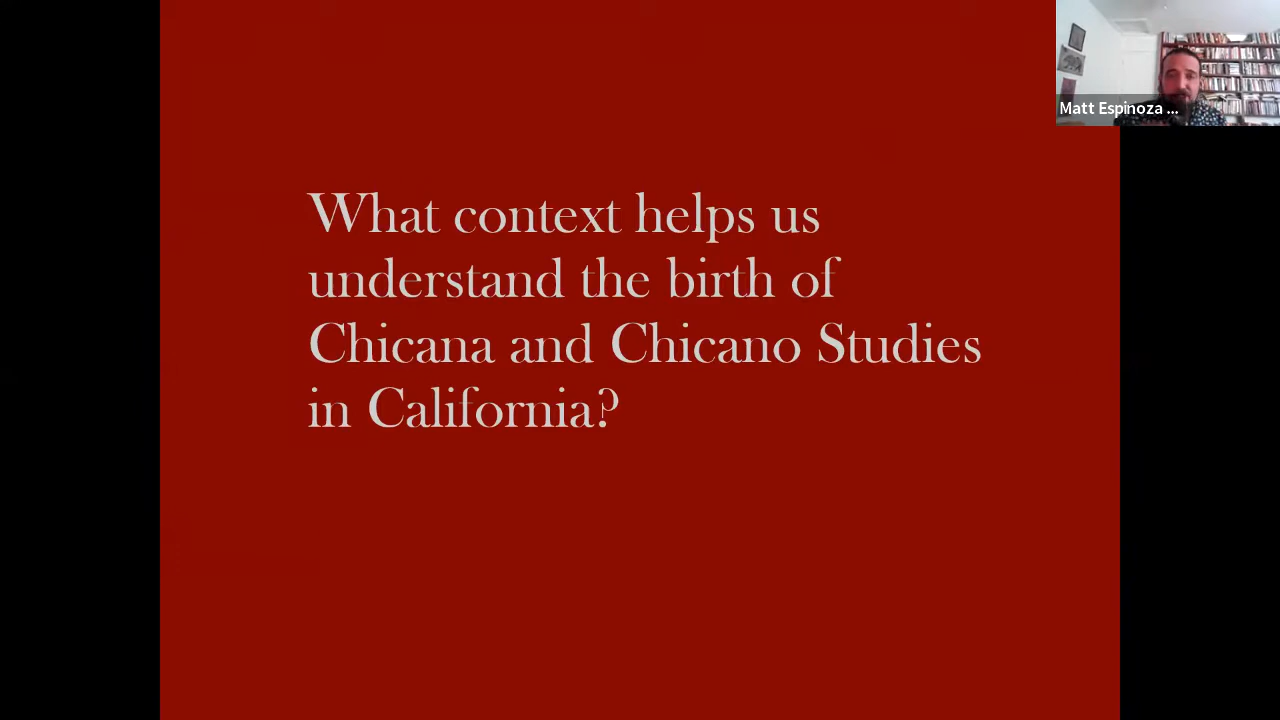 Matt Espinoza ...
What context helps us
understand the birth of
Chicana and Chicano Studies
in California?